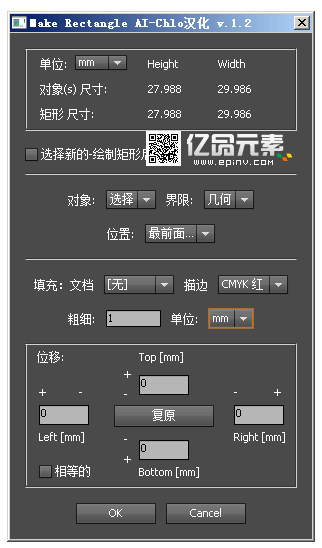 Make Rectangle AI-Chlo汉化 v.1.2
单位: mm Height Width
对象(s) 尺寸: 27.988 29.986
矩形 尺寸: 27.988 29.986
选择新的-绘制矩形
亿品元素
www.epinv.com
对象: 选择 界限: 几何
位置: 最前面...
填充: 文档 [无] 描边 CMYK 红
粗细: 1 单位: mm
位移: Top [mm]
+
+ - - 0 - +
0 复原 0
Left [mm] - 0 Right [mm]
+
相等的 Bottom [mm]
OK Cancel